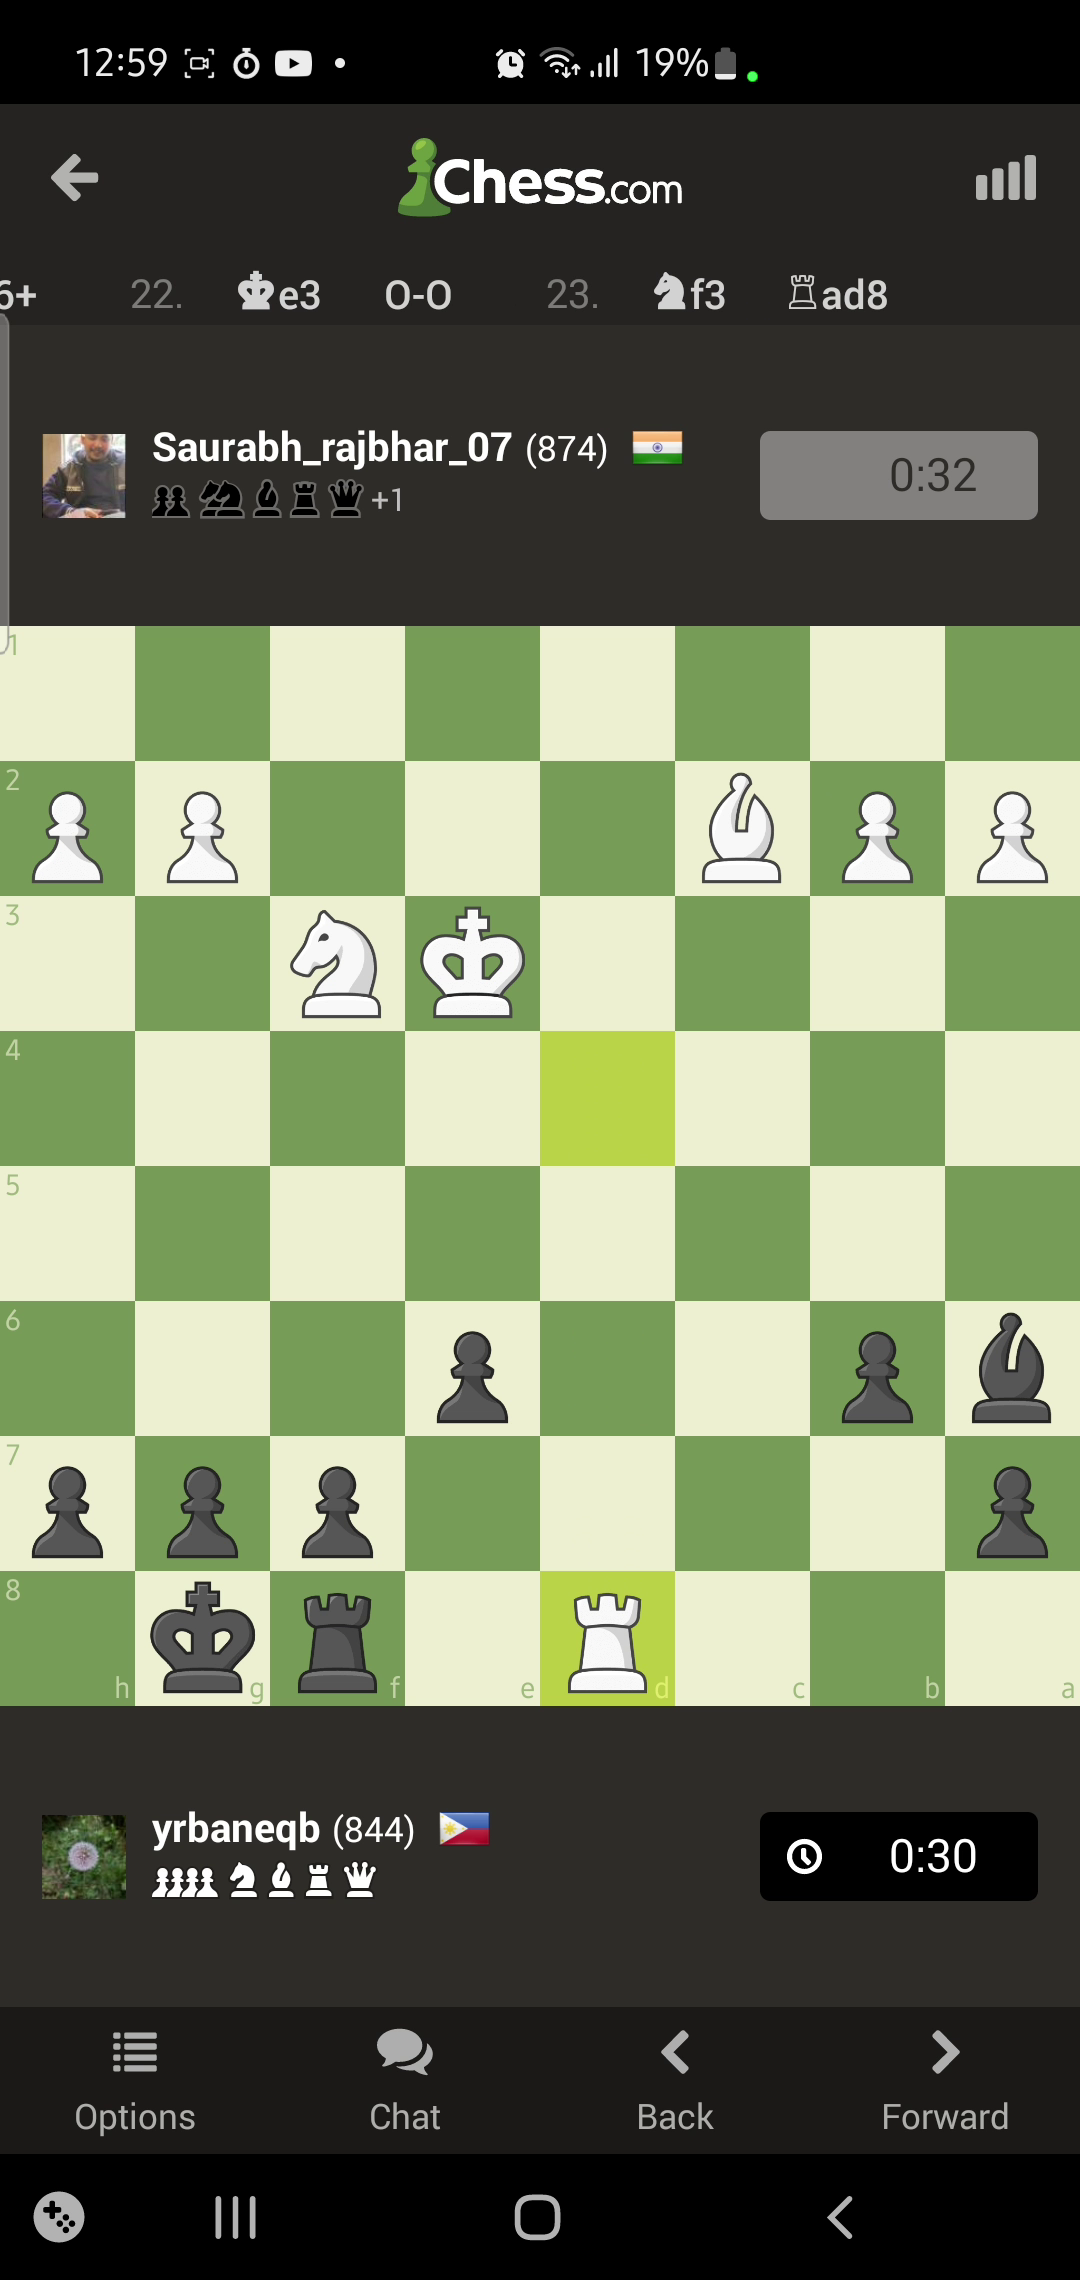 12:59 19%
Chess.com
6+ 22. e3 O-O 23. f3 ad8
Saurabh_rajbhar_07 (874)
+1
0:32
1
2
3
4
5
6
7
8
h g f e d c b a
yrbaneqb (844)
0:30
Options Chat Back Forward